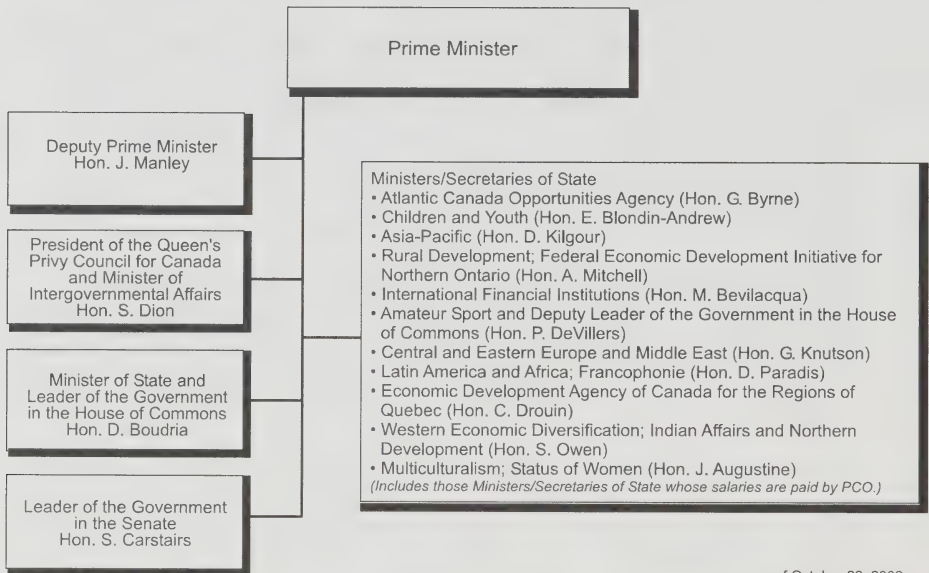 Prime Minister
Deputy Prime Minister
Hon. J. Manley
President of the Queen's
Privy Council for Canada
and Minister of
Intergovernmental Affairs
Hon. S. Dion
Minister of State and
Leader of the Government
in the House of Commons
Hon. D. Boudria
Leader of the Government
in the Senate
Hon. S. Carstairs
Ministers/Secretaries of State
• Atlantic Canada Opportunities Agency (Hon. G. Byrne)
• Children and Youth (Hon. E. Blondin-Andrew)
• Asia-Pacific (Hon. D. Kilgour)
• Rural Development; Federal Economic Development Initiative for
Northern Ontario (Hon. A. Mitchell)
• International Financial Institutions (Hon. M. Bevilacqua)
• Amateur Sport and Deputy Leader of the Government in the House
of Commons (Hon. P. DeVillers)
• Central and Eastern Europe and Middle East (Hon. G. Knutson)
• Latin America and Africa; Francophonie (Hon. D. Paradis)
• Economic Development Agency of Canada for the Regions of
Quebec (Hon. C. Drouin)
• Western Economic Diversification; Indian Affairs and Northern
Development (Hon. S. Owen)
• Multiculturalism; Status of Women (Hon. J. Augustine)
(Includes those Ministers/Secretaries of State whose salaries are paid by PCO.)